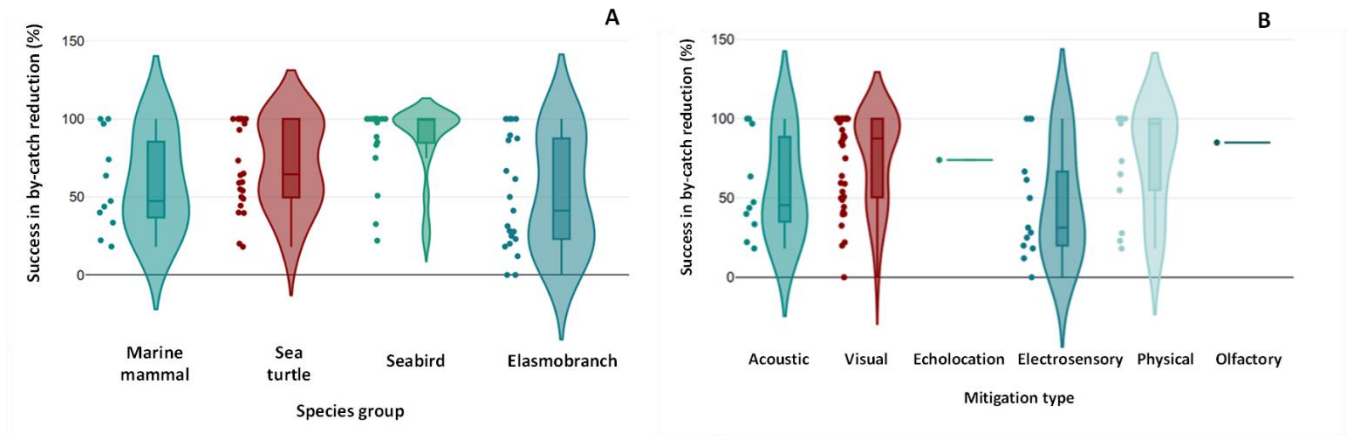 A
Success in by-catch reduction (%)
150
100
50
0
Marine
mammal
Sea
turtle
Seabird
Elasmobranch
Species group
B
Success in by-catch reduction (%)
150
100
50
0
Acoustic
Visual
Echolocation
Electrosensory
Physical
Olfactory
Mitigation type